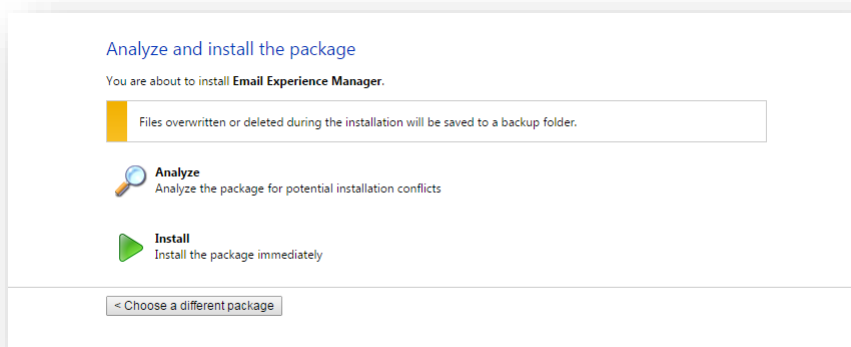 Analyze and install the package
You are about to install Email Experience Manager.
Files overwritten or deleted during the installation will be saved to a backup folder.
Analyze
Analyze the package for potential installation conflicts
Install
Install the package immediately
< Choose a different package